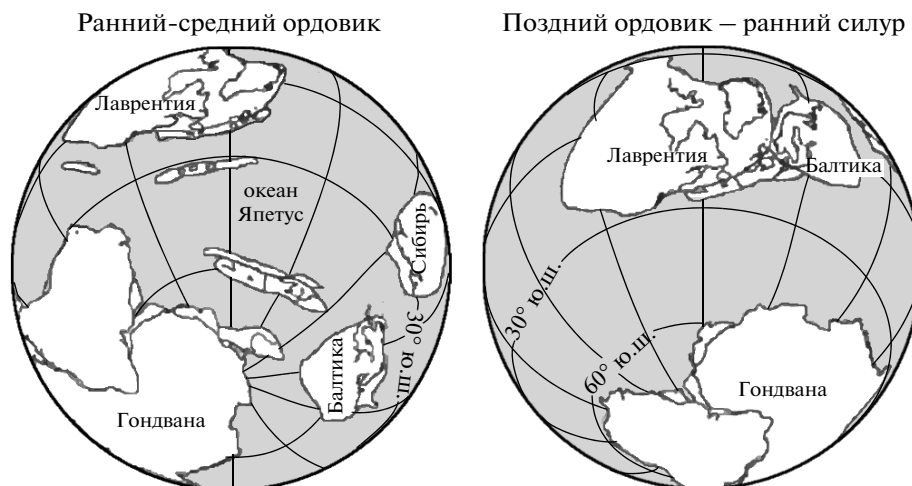 Ранний-средний ордовик
Лаврентия
океан
Япетус
Сибирь
30° ю.ш.
Балтика
Гондвана
Поздний ордовик – ранний силур
Лаврентия
Балтика
30° ю.ш.
60° ю.ш.
Гондвана